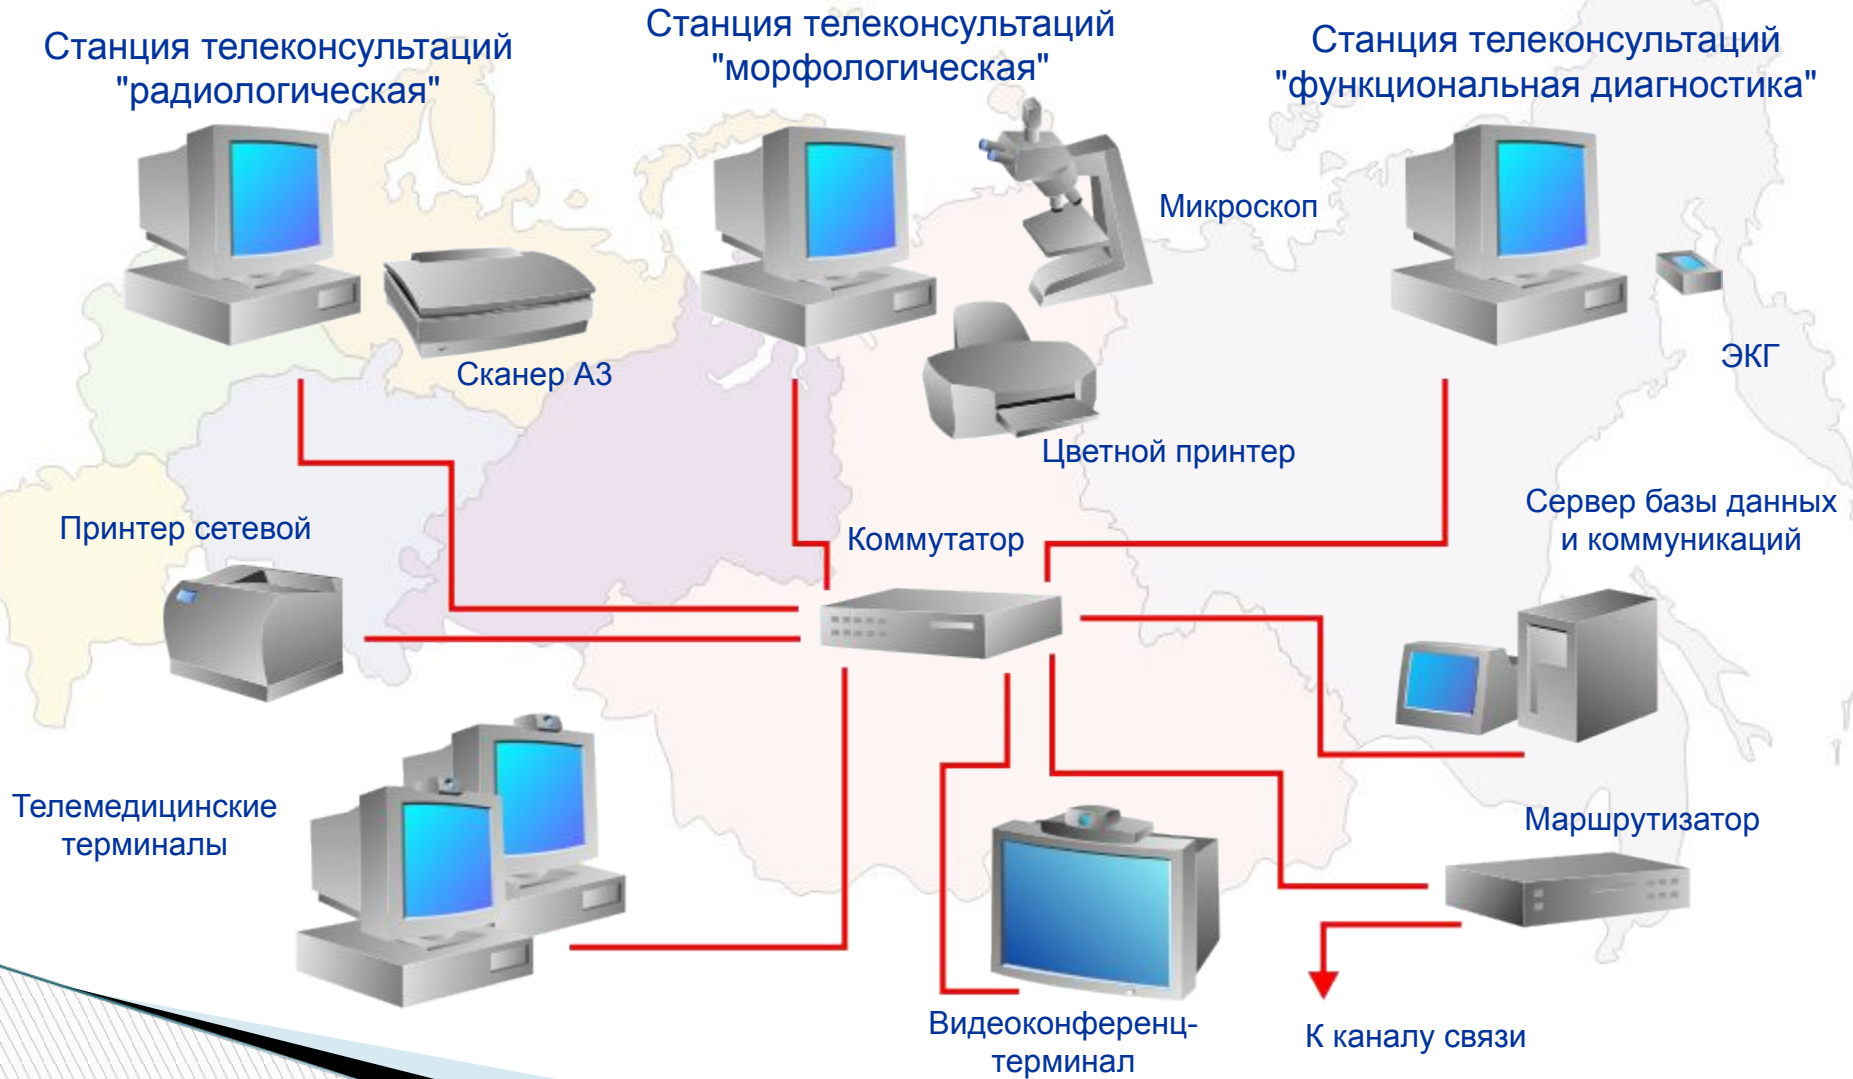 Станция телеконсультаций
"радиологическая"
Станция телеконсультаций
"морфологическая"
Станция телеконсультаций
"функциональная диагностика"
Микроскоп
Сканер А3
ЭКГ
Цветной принтер
Принтер сетевой
Коммутатор
Сервер базы данных
и коммуникаций
Телемедицинские
терминалы
Маршрутизатор
Видеоконференц-
терминал
К каналу связи